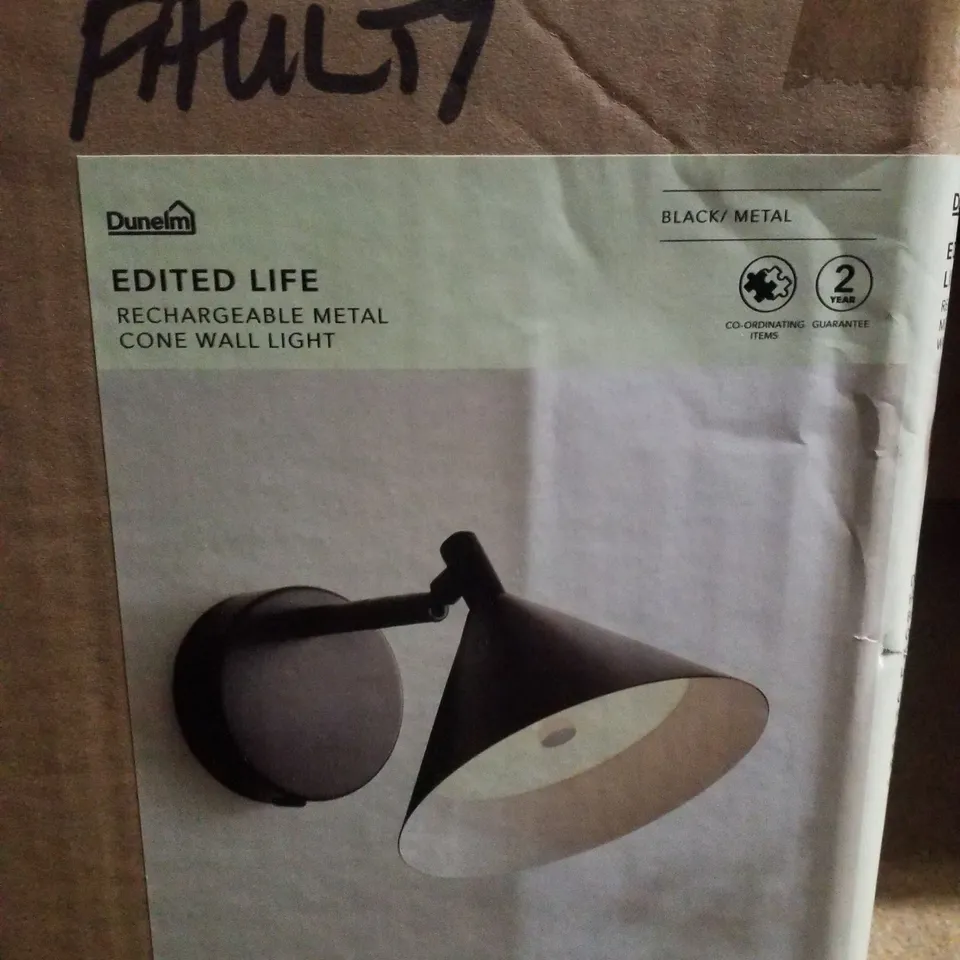 FAULTY
Dunelm
BLACK/ METAL
EDITED LIFE
RECHARGEABLE METAL
CONE WALL LIGHT
2
YEAR
CO-ORDINATING
ITEMS
GUARANTEE